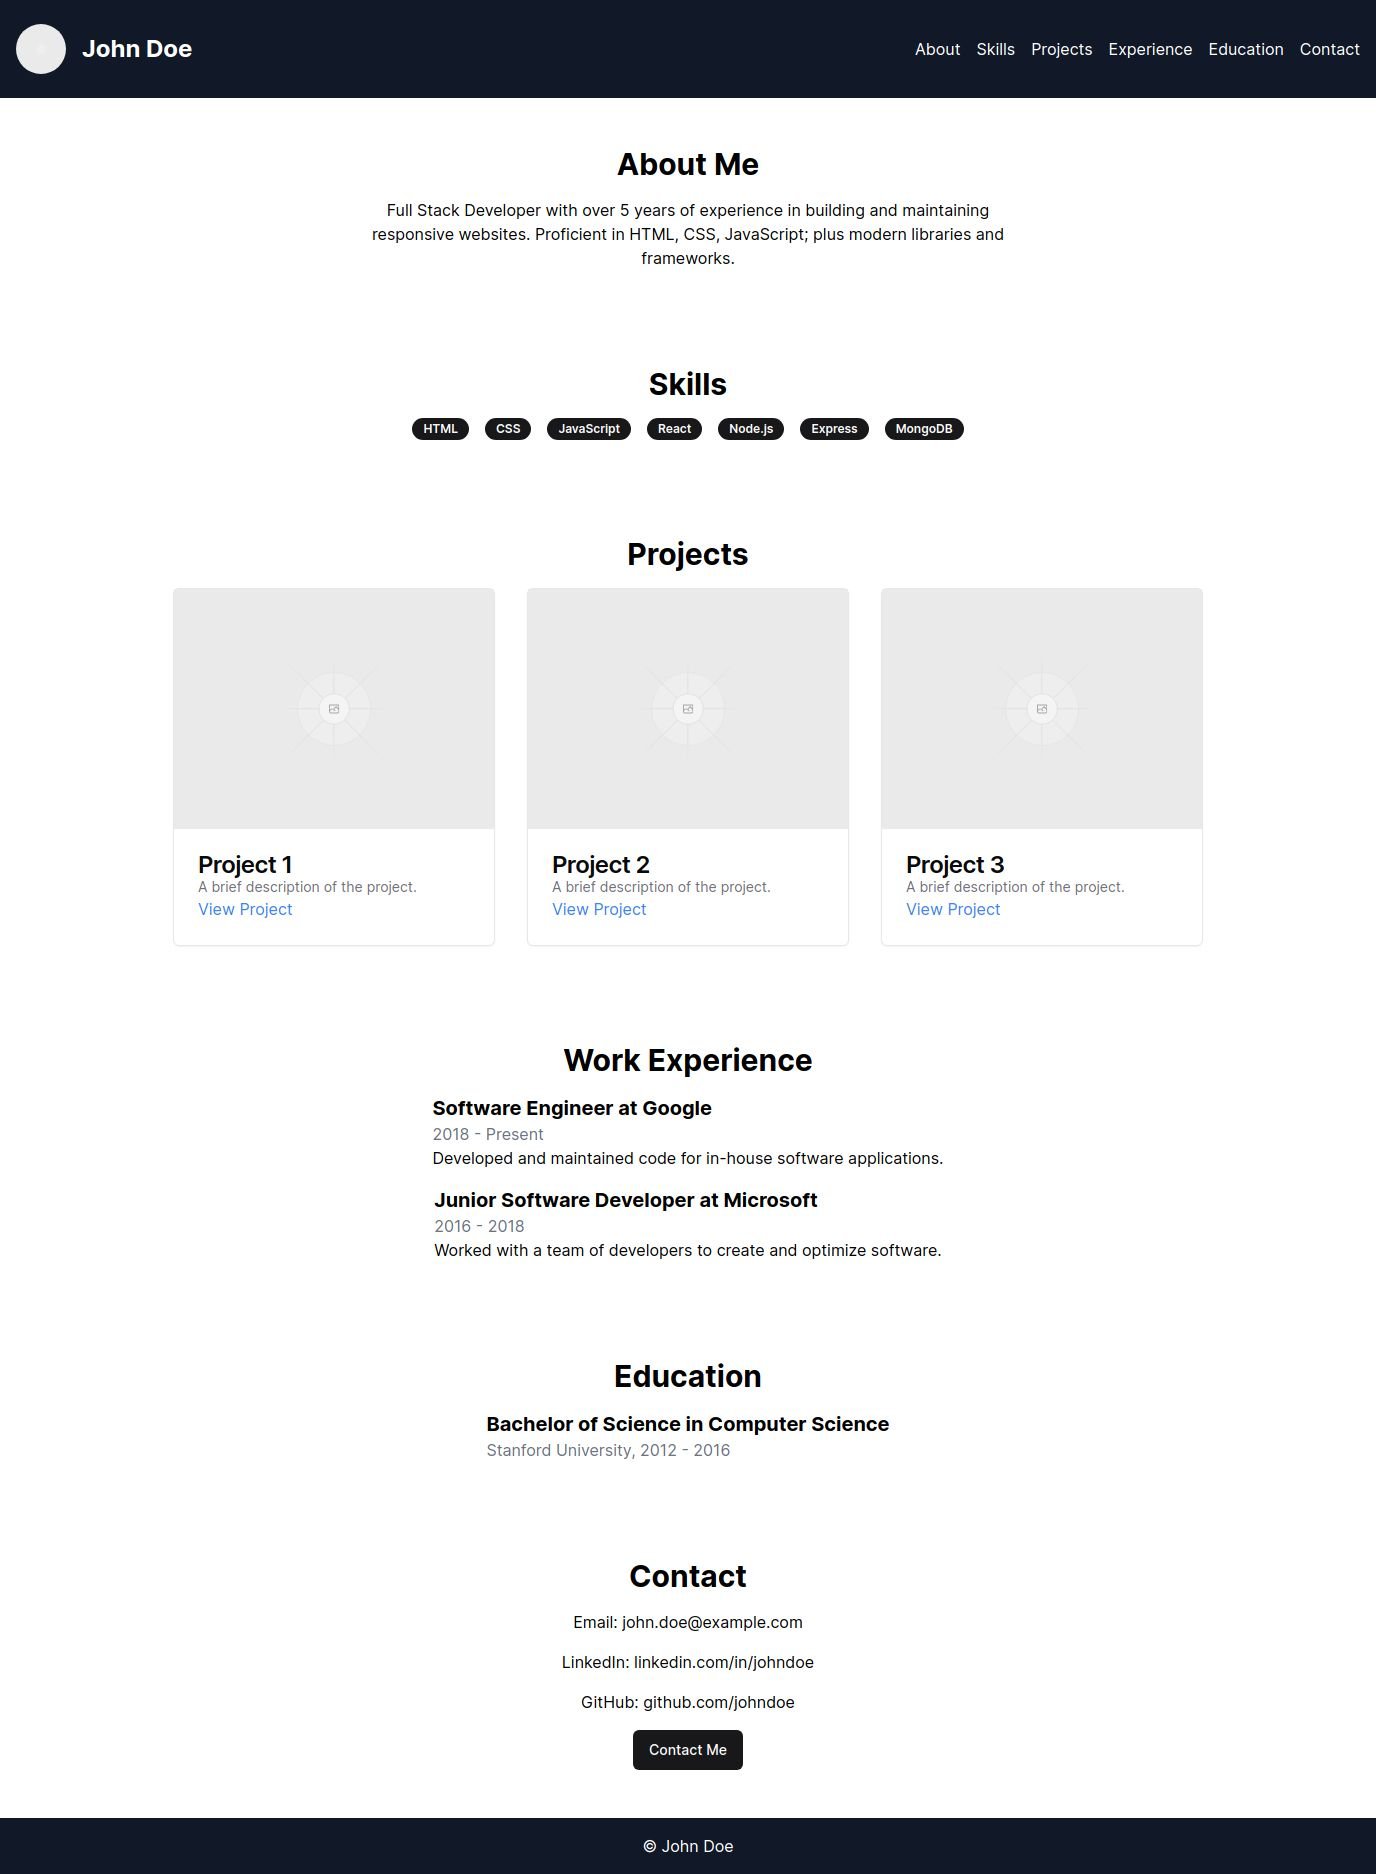 John Doe
About Skills Projects Experience Education Contact
About Me
Full Stack Developer with over 5 years of experience in building and maintaining
responsive websites. Proficient in HTML, CSS, JavaScript; plus modern libraries and
frameworks.
Skills
HTML CSS JavaScript React Node.js Express MongoDB
Projects
Project 1
A brief description of the project.
View Project
Project 2
A brief description of the project.
View Project
Project 3
A brief description of the project.
View Project
Work Experience
Software Engineer at Google
2018 - Present
Developed and maintained code for in-house software applications.
Junior Software Developer at Microsoft
2016 - 2018
Worked with a team of developers to create and optimize software.
Education
Bachelor of Science in Computer Science
Stanford University, 2012 - 2016
Contact
Email: john.doe@example.com
LinkedIn: linkedin.com/in/johndoe
GitHub: github.com/johndoe
Contact Me
© John Doe